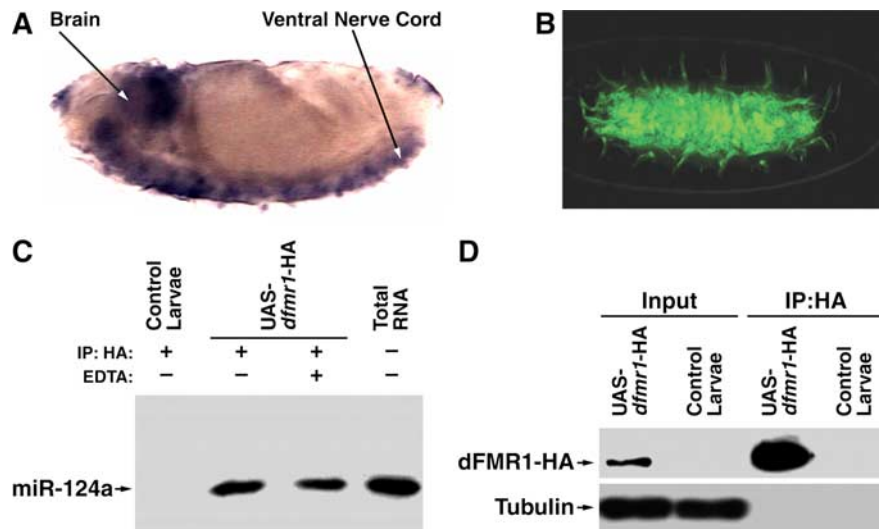 A
Brain
Ventral Nerve Cord
B
C
Control
Larvae
UAS-
dfmr1-HA
Total
RNA
IP: HA: + + + –
EDTA: – – + –
miR-124a
D
Input
IP:HA
UAS-
dfmr1-HA
Control
Larvae
UAS-
dfmr1-HA
Control
Larvae
dFMR1-HA
Tubulin